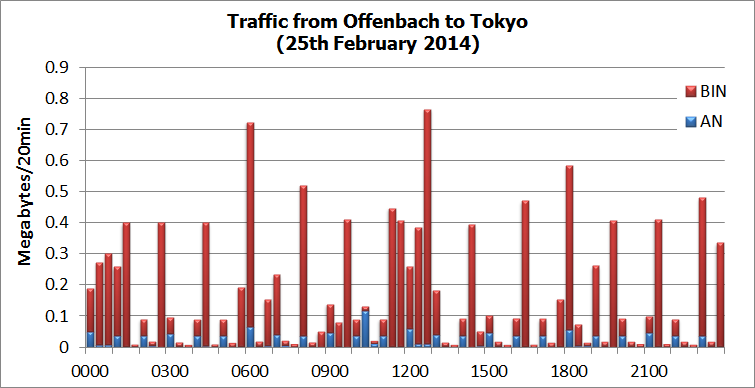 Traffic from Offenbach to Tokyo
(25th February 2014)
Megabytes/20min
0.9
0.8
0.7
0.6
0.5
0.4
0.3
0.2
0.1
0
BIN
AN
0000 0300 0600 0900 1200 1500 1800 2100